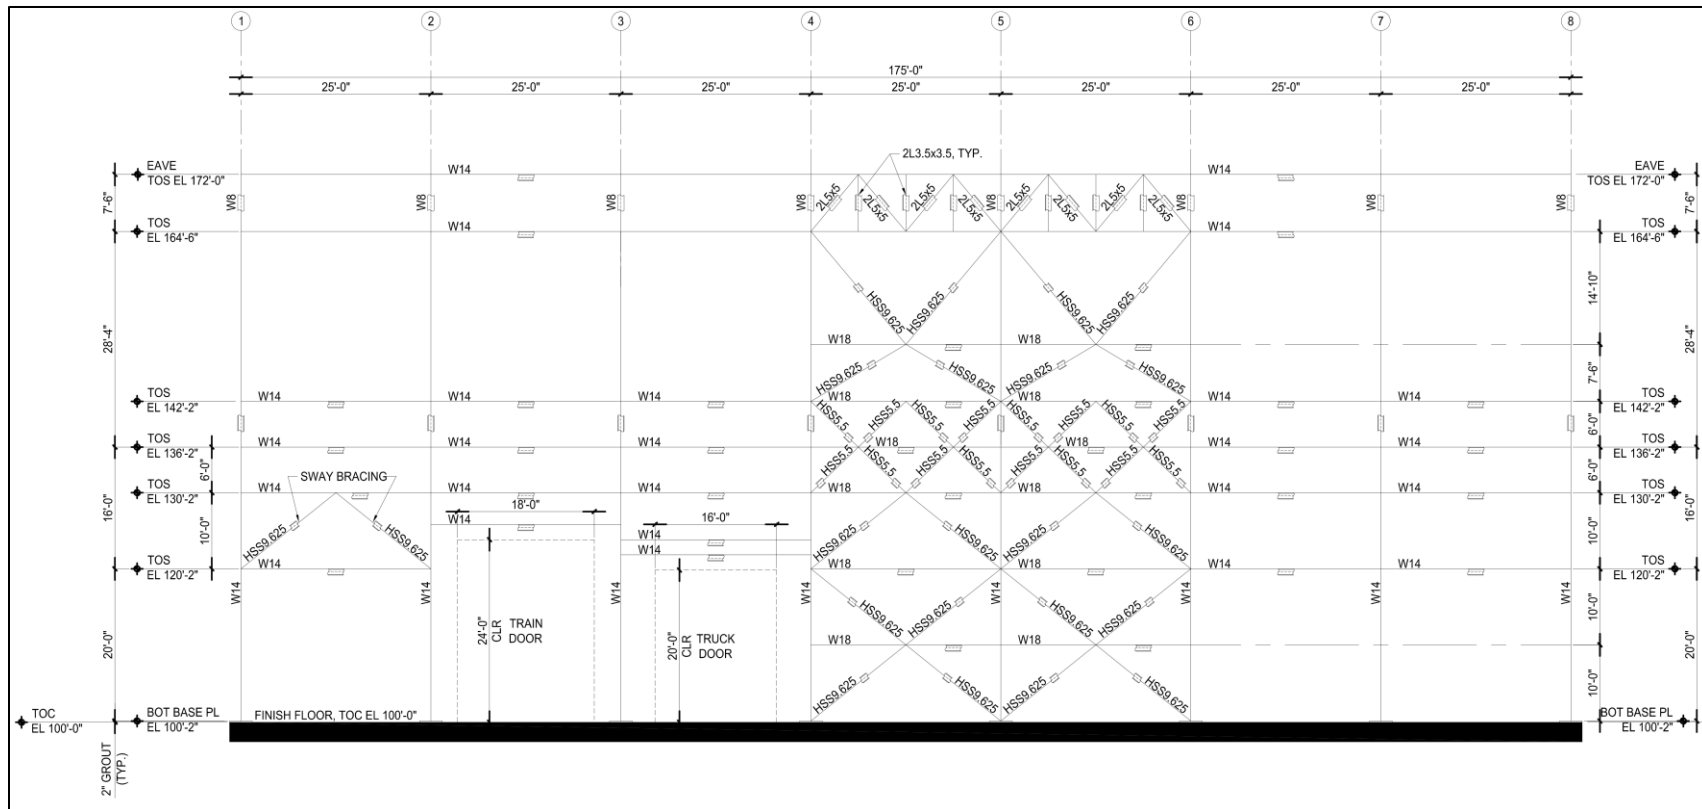 1 2 3 4 5 6 7 8
175'-0"
25'-0" 25'-0" 25'-0" 25'-0" 25'-0" 25'-0" 25'-0"
2L3.5x3.5, TYP.
EAVE
TOS EL 172'-0"
W14
W14
EAVE
TOS EL 172'-0"
7'-6"
W8 W8 W8 W8 2L5x5 2L5x5 2L5x5 2L5x5 W8 2L5x5 2L5x5 2L5x5 2L5x5 W8 W8 W8
7'-6"
TOS
EL 164'-6"
W14
W14
TOS
EL 164'-6"
HSS9.625 HSS9.625 HSS9.625 HSS9.625
14'-10"
28'-4"
W18 W18
28'-4"
HSS9.625 HSS9.625 HSS9.625 HSS9.625
7'-6"
TOS
EL 142'-2"
W14 W14 W14 W18 W18 W14 W14
TOS
EL 142'-2"
HSS5.5 HSS5.5 HSS5.5 HSS5.5 HSS5.5 HSS5.5 HSS5.5 HSS5.5
6'-0"
TOS
EL 136'-2"
W14 W14 W14 W18 W18 W14 W14
TOS
EL 136'-2"
6'-0"
SWAY BRACING
HSS5.5 HSS5.5 HSS5.5 HSS5.5 HSS5.5 HSS5.5 HSS5.5 HSS5.5
6'-0"
TOS
EL 130'-2"
W14 W14 W14 W18 W18 W14 W14
TOS
EL 130'-2"
16'-0"
18'-0"
16'-0"
16'-0"
W14
10'-0"
HSS9.625 HSS9.625
W14
W14
HSS9.625 HSS9.625 HSS9.625 HSS9.625
10'-0"
TOS
EL 120'-2"
W14
W18 W18 W14 W14
TOS
EL 120'-2"
W14 W14 W14 W14 W14 W14 W14 W14
HSS9.625 HSS9.625 HSS9.625 HSS9.625
10'-0"
20'-0"
24'-0"
CLR
TRAIN
DOOR
20'-0"
CLR
TRUCK
DOOR
W18 W18
20'-0"
HSS9.625 HSS9.625 HSS9.625 HSS9.625
10'-0"
TOC
EL 100'-0"
BOT BASE PL
EL 100'-2"
FINISH FLOOR, TOC EL 100'-0"
BOT BASE PL
EL 100'-2"
2" GROUT
(TYP.)